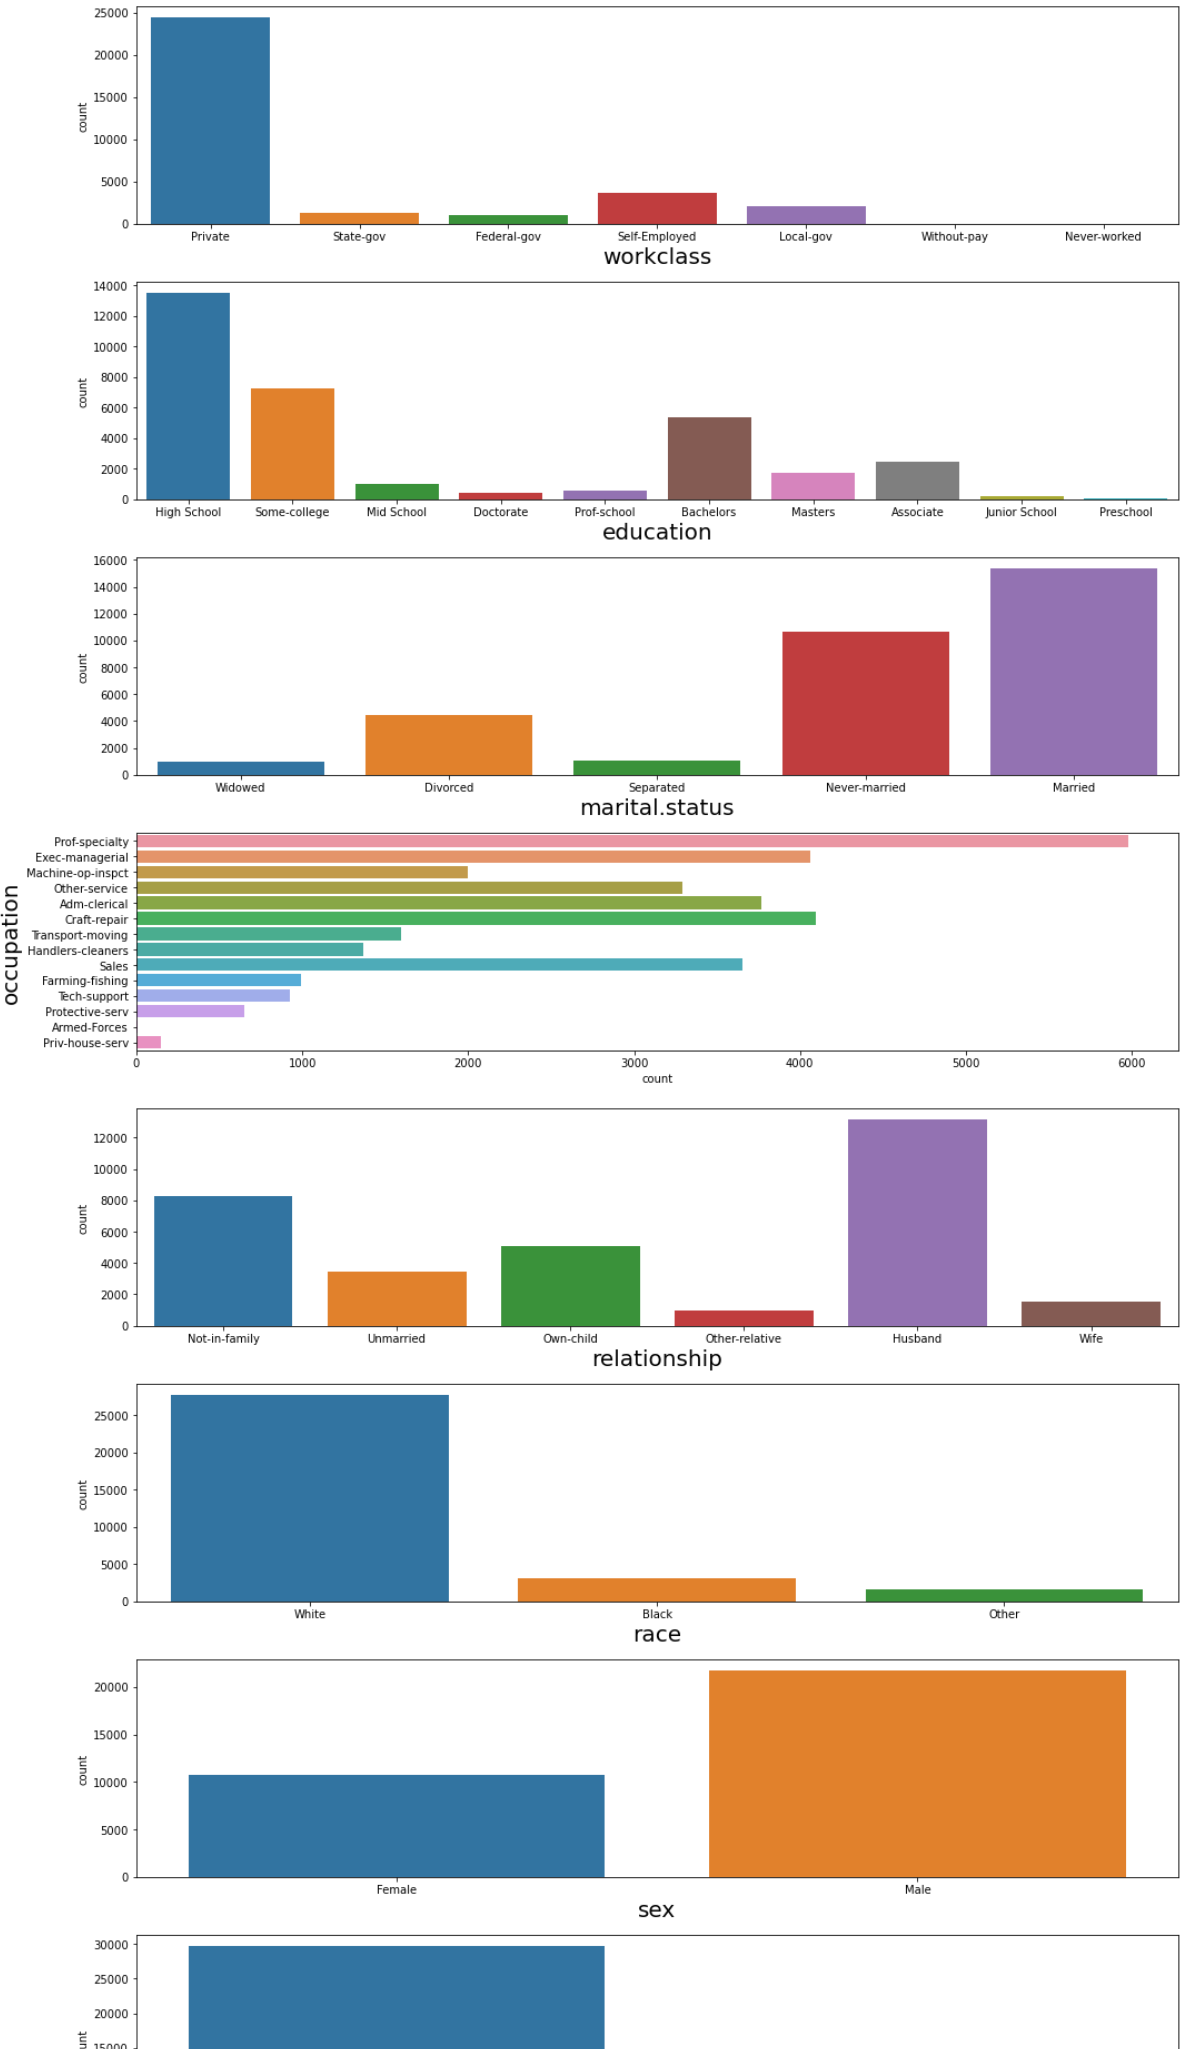 25000
20000
15000
10000
5000
0
count
Private State-gov Federal-gov Self-Employed Local-gov Without-pay Never-worked
workclass
14000
12000
10000
8000
6000
4000
2000
0
count
High School Some-college Mid School Doctorate Prof-school Bachelors Masters Associate Junior School Preschool
education
16000
14000
12000
10000
8000
6000
4000
2000
0
count
Widowed Divorced Separated Never-married Married
marital.status
occupation
Prof-specialty
Exec-managerial
Machine-op-inspct
Other-service
Adm-clerical
Craft-repair
Transport-moving
Handlers-cleaners
Sales
Farming-fishing
Tech-support
Protective-serv
Armed-Forces
Priv-house-serv
0 1000 2000 3000 4000 5000 6000
count
12000
10000
8000
6000
4000
2000
0
count
Not-in-family Unmarried Own-child Other-relative Husband Wife
relationship
25000
20000
15000
10000
5000
0
count
White Black Other
race
20000
15000
10000
5000
0
count
Female Male
sex
30000
25000
20000
15000